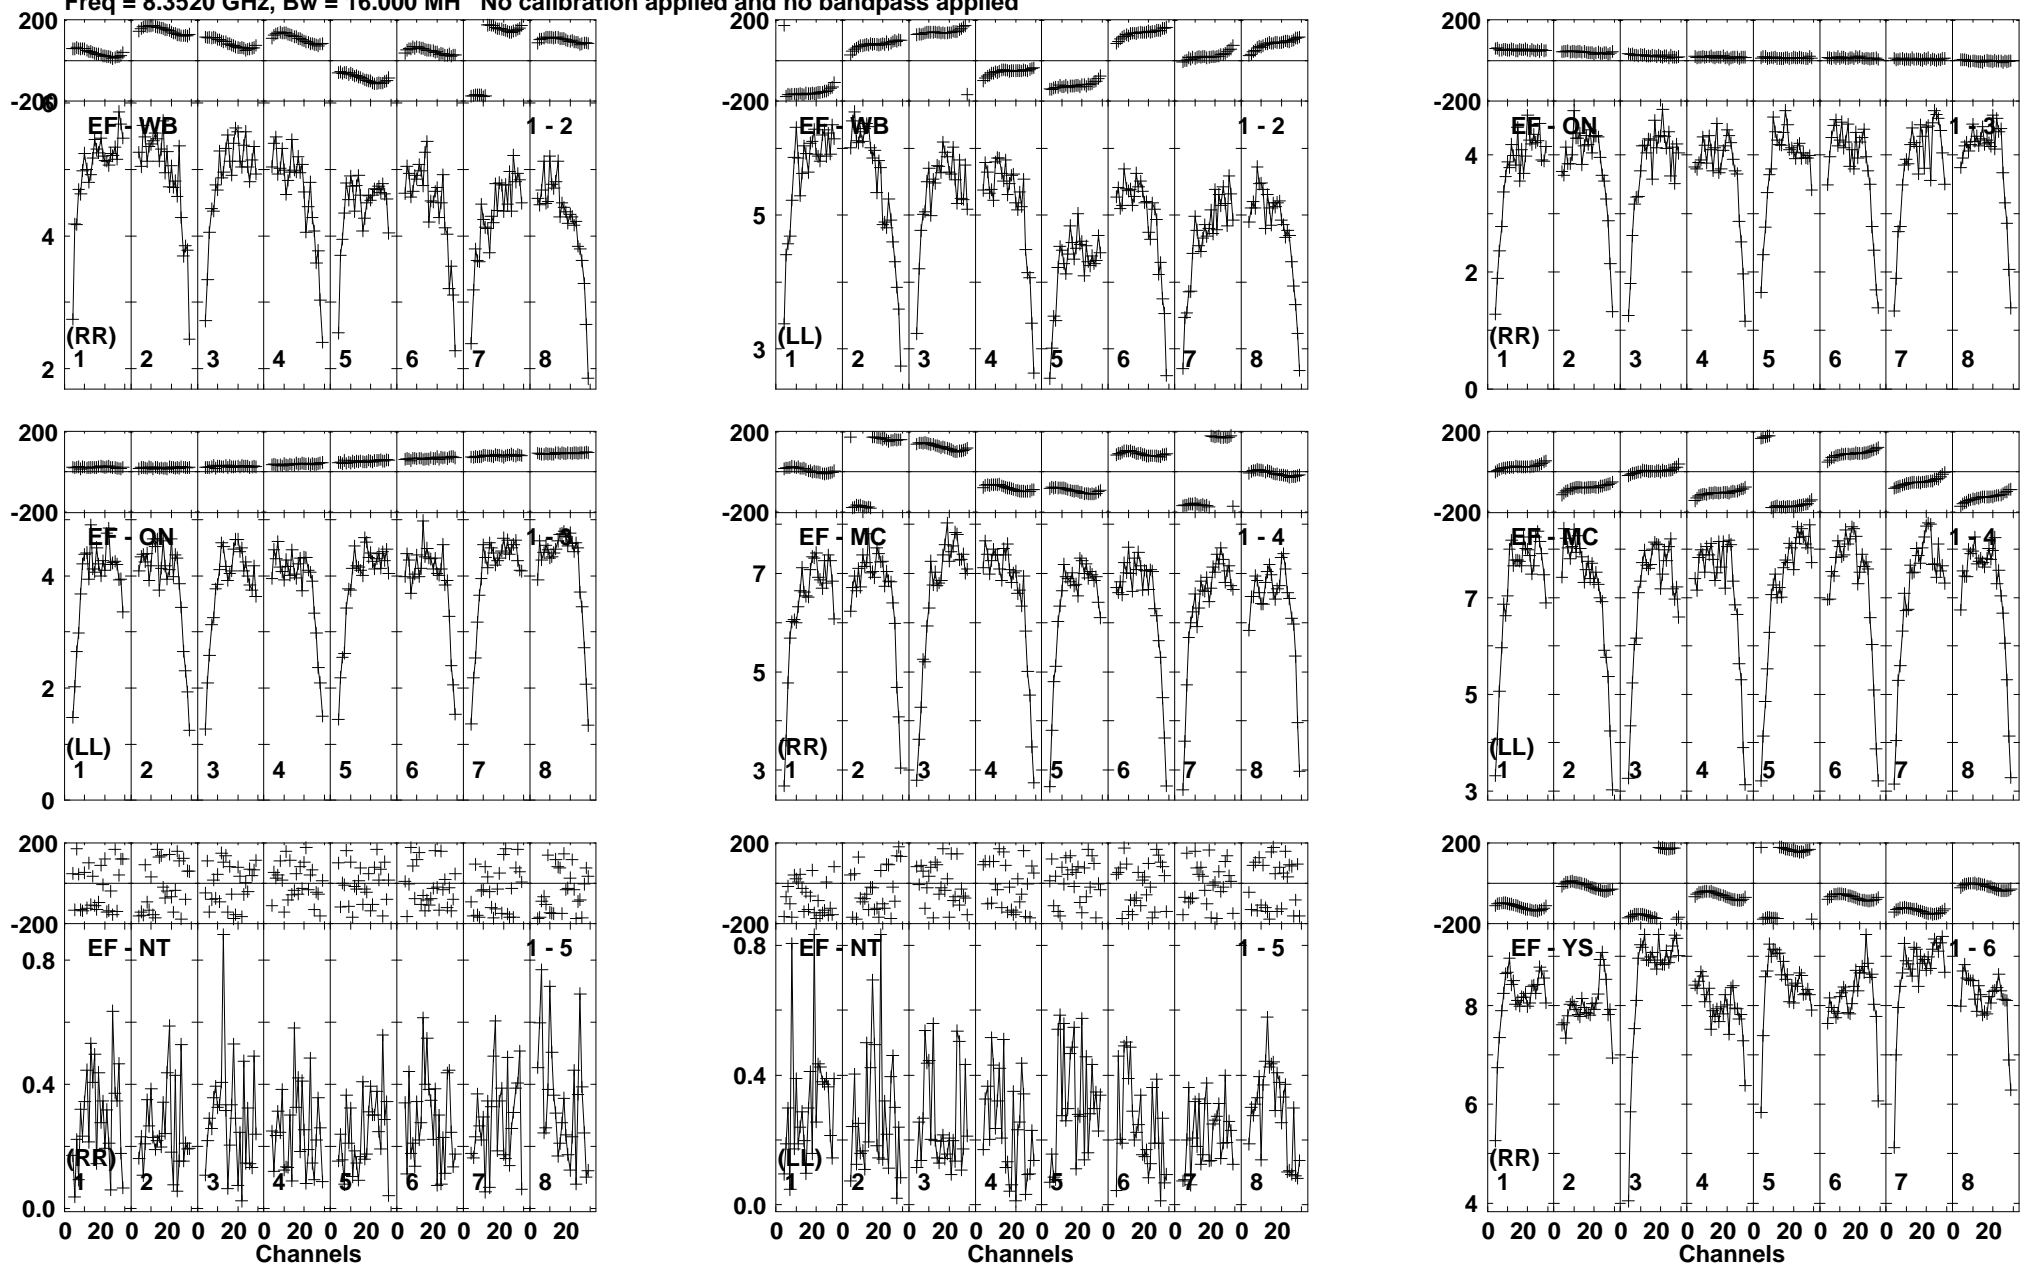 Freq = 8.3520 GHz, Bw = 16.000 MH No calibration applied and no bandpass applied
200 200 200
-200 -200 -200
6
EF - WB 1 - 2 EF - WB 1 - 2 EF - ON 1 - 3
4 5 4
2 3 2
0
(RR) (LL) (RR)
1 2 3 4 5 6 7 8 1 2 3 4 5 6 7 8 1 2 3 4 5 6 7 8
200 200 200
-200 -200 -200
EF - ON 1 - 3 EF - MC 1 - 4 EF - MC 1 - 4
4 7 7
2 5 5
0 3 3
(LL) (RR) (LL)
1 2 3 4 5 6 7 8 1 2 3 4 5 6 7 8 1 2 3 4 5 6 7 8
200 200 200
-200 -200 -200
EF - NT 1 - 5 EF - NT 1 - 5 EF - YS 1 - 6
0.8 0.8 8
0.4 0.4 6
0.0 0.0 4
(RR) (LL) (RR)
1 2 3 4 5 6 7 8 1 2 3 4 5 6 7 8 1 2 3 4 5 6 7 8
0 20 0 20 0 20 0 20 0 20 0 20 0 20 0 20 0 20 0 20 0 20 0 20 0 20 0 20 0 20 0 20 0 20 0 20 0 20 0 20 0 20 0 20 0 20 0 20
Channels Channels Channels